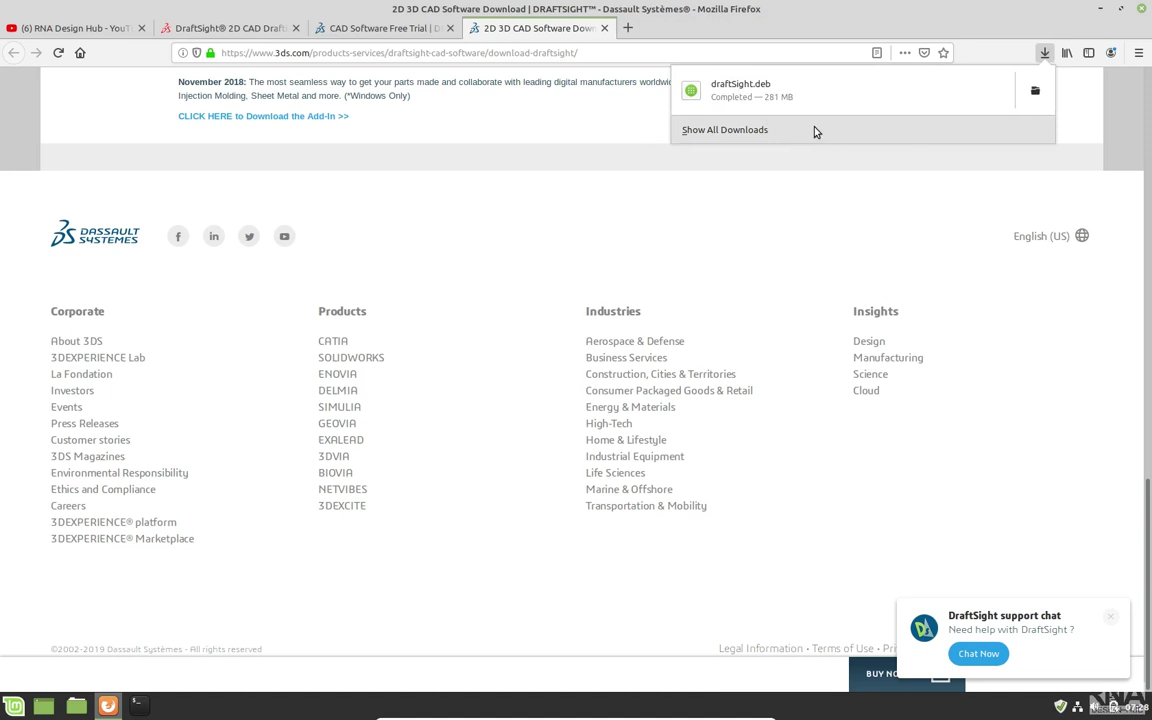 2D 3D CAD Software Download | DRAFTSIGHT™ - Dassault Systèmes® - Mozilla Firefox
(6) RNA Design Hub - YouT
DraftSight® 2D CAD Draft
CAD Software Free Trial | D
2D 3D CAD Software Down
https://www.3ds.com/products-services/draftsight-cad-software/download-draftsight/
November 2018: The most seamless way to get your parts made and collaborate with leading digital manufacturers worldwid
Injection Molding, Sheet Metal and more. (*Windows Only)
CLICK HERE to Download the Add-In >>
draftSight.deb
Completed — 281 MB
Show All Downloads
DASSAULT SYSTEMES
English (US)
Corporate
About 3DS
3DEXPERIENCE Lab
La Fondation
Investors
Events
Press Releases
Customer stories
3DS Magazines
Environmental Responsibility
Ethics and Compliance
Careers
3DEXPERIENCE® platform
3DEXPERIENCE® Marketplace
Products
CATIA
SOLIDWORKS
ENOVIA
DELMIA
SIMULIA
GEOVIA
EXALEAD
3DVIA
BIOVIA
NETVIBES
3DEXCITE
Industries
Aerospace & Defense
Business Services
Construction, Cities & Territories
Consumer Packaged Goods & Retail
Energy & Materials
High-Tech
Home & Lifestyle
Industrial Equipment
Life Sciences
Marine & Offshore
Transportation & Mobility
Insights
Design
Manufacturing
Science
Cloud
DraftSight support chat
Need help with DraftSight ?
Chat Now
©2002-2019 Dassault Systèmes - All rights reserved
Legal Information • Terms of Use • Pri
BUY NO
RNA
07:28